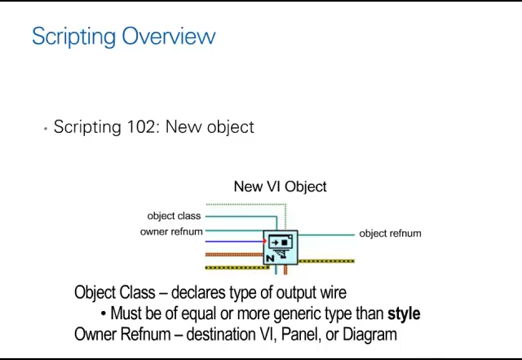 Scripting Overview
• Scripting 102: New object
New VI Object
object class
owner refnum
object refnum
N
Object Class – declares type of output wire
• Must be of equal or more generic type than style
Owner Refnum – destination VI, Panel, or Diagram